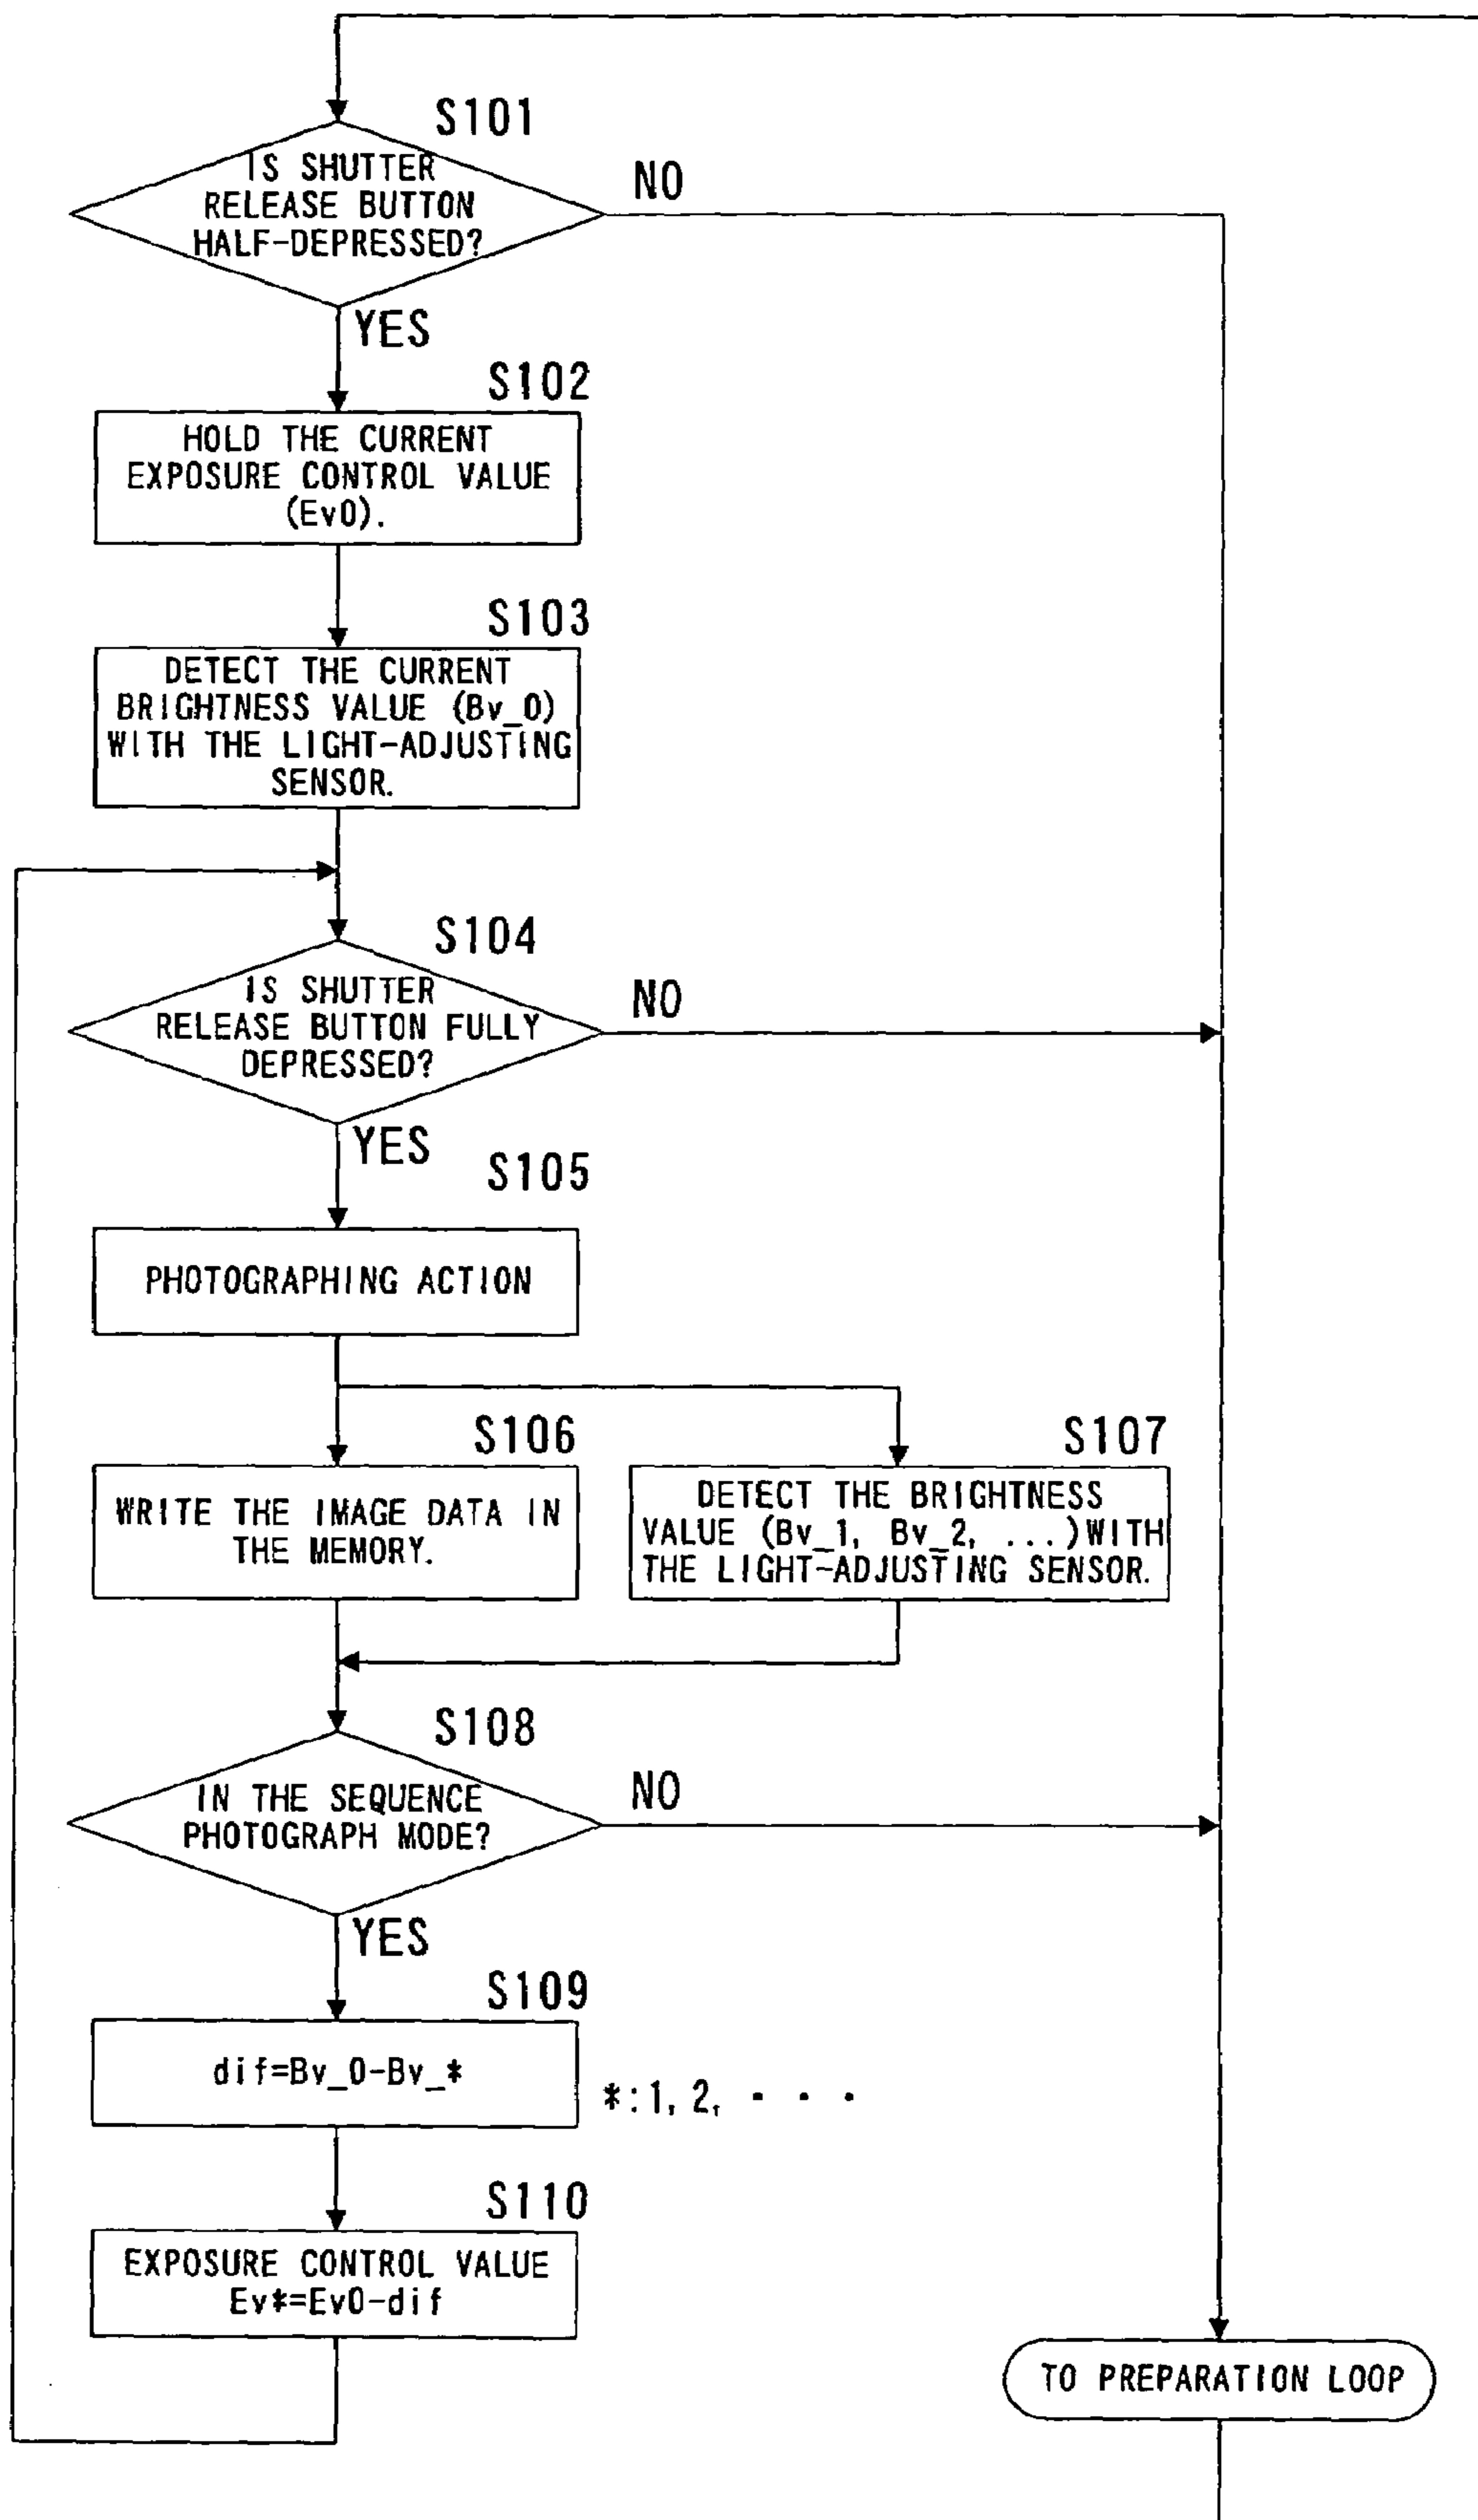 S101
IS SHUTTER
RELEASE BUTTON
HALF-DEPRESSED?
NO
YES
S102
HOLD THE CURRENT
EXPOSURE CONTROL VALUE
(Ev0).
S103
DETECT THE CURRENT
BRIGHTNESS VALUE (Bv_0)
WITH THE LIGHT-ADJUSTING
SENSOR.
S104
IS SHUTTER
RELEASE BUTTON FULLY
DEPRESSED?
NO
YES
S105
PHOTOGRAPHING ACTION
S106
WRITE THE IMAGE DATA IN
THE MEMORY.
S107
DETECT THE BRIGHTNESS
VALUE (Bv_1, Bv_2, ...)WITH
THE LIGHT-ADJUSTING SENSOR.
S108
IN THE SEQUENCE
PHOTOGRAPH MODE?
NO
YES
S109
dif=Bv_0-Bv_*
*:1, 2, · · ·
S110
EXPOSURE CONTROL VALUE
Ev*=Ev0-dif
TO PREPARATION LOOP